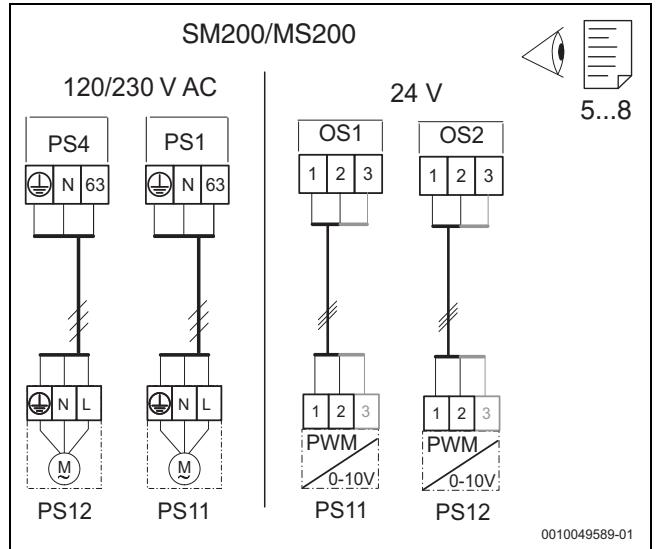 SM200/MS200
5...8
120/230 V AC
24 V
PS4 PS1 OS1 OS2
N 63 N 63 1 2 3 1 2 3
N L N L 1 2 3 1 2 3
M ~ M ~ PWM 0-10V PWM 0-10V
PS12 PS11 PS11 PS12
0010049589-01